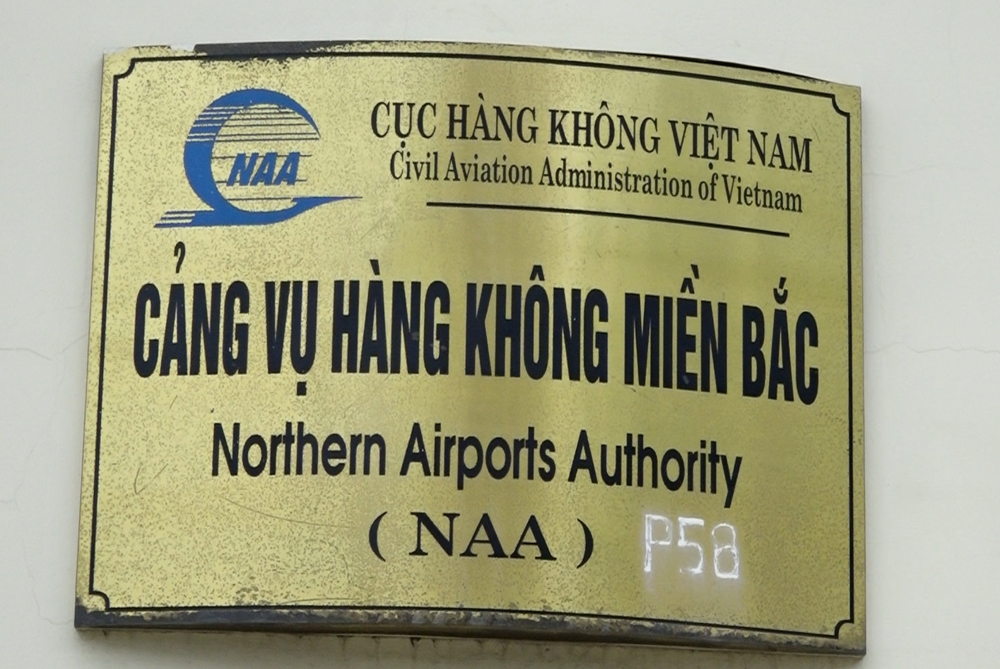 NAA
CỤC HÀNG KHÔNG VIỆT NAM
Civil Aviation Administration of Vietnam
CẢNG VỤ HÀNG KHÔNG MIỀN BẮC
Northern Airports Authority
( NAA )
P58